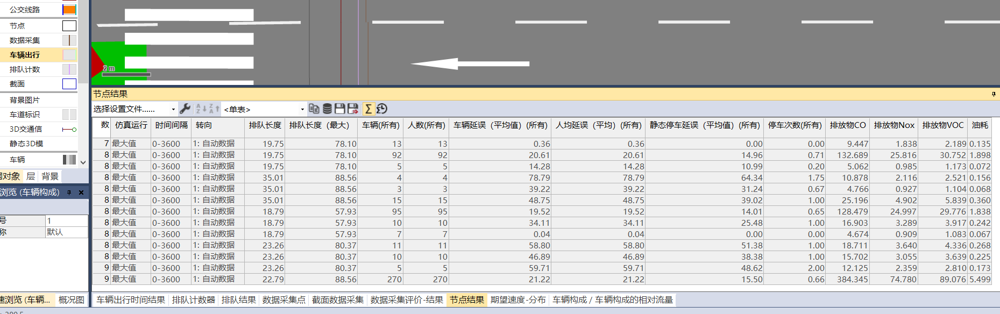 公交线路
节点
数据采集
车辆出行
排队计数
截面
背景图片
车道标识
3D交通信
静态3D模
车辆
对象 层 背景
浏览 (车辆构成)
号 1
称 默认
速浏览 (车辆... 概况图
2 m
节点结果
选择设置文件...... <单表>
数 仿真运行 时间间隔 转向 排队长度 排队长度（最大） 车辆(所有) 人数(所有) 车辆延误（平均值）(所有) 人均延误（平均）(所有) 静态停车延误（平均值）(所有) 停车次数(所有) 排放物CO 排放物Nox 排放物VOC 油耗
7 最大值 0-3600 1: 自动数据 19.75 78.10 13 13 0.36 0.36 0.00 0.00 9.447 1.838 2.189 0.135
8 最大值 0-3600 1: 自动数据 19.75 78.10 92 92 20.61 20.61 14.96 0.71 132.689 25.816 30.752 1.898
8 最大值 0-3600 1: 自动数据 19.75 78.10 5 5 14.28 14.28 10.99 0.20 5.062 0.985 1.173 0.072
8 最大值 0-3600 1: 自动数据 35.01 88.56 4 4 78.79 78.79 64.34 1.75 10.878 2.116 2.521 0.156
8 最大值 0-3600 1: 自动数据 35.01 88.56 3 3 39.22 39.22 31.24 0.67 4.766 0.927 1.104 0.068
8 最大值 0-3600 1: 自动数据 35.01 88.56 15 15 48.75 48.75 39.02 1.00 25.196 4.902 5.839 0.360
8 最大值 0-3600 1: 自动数据 18.79 57.93 95 95 19.52 19.52 14.01 0.65 128.479 24.997 29.776 1.838
8 最大值 0-3600 1: 自动数据 18.79 57.93 10 10 34.11 34.11 25.48 1.00 16.903 3.289 3.917 0.242
8 最大值 0-3600 1: 自动数据 18.79 57.93 7 7 0.04 0.04 0.00 0.00 4.674 0.909 1.083 0.067
8 最大值 0-3600 1: 自动数据 23.26 80.37 11 11 58.80 58.80 51.38 1.00 18.711 3.640 4.336 0.268
8 最大值 0-3600 1: 自动数据 23.26 80.37 10 10 46.89 46.89 38.38 1.00 15.702 3.055 3.639 0.225
9 最大值 0-3600 1: 自动数据 23.26 80.37 5 5 59.71 59.71 48.62 2.00 12.125 2.359 2.810 0.173
9 最大值 0-3600 1: 自动数据 22.79 88.56 270 270 21.22 21.22 15.50 0.66 384.345 74.780 89.076 5.499
车辆出行时间结果 排队计数器 排队结果 数据采集点 截面数据采集 数据采集评价-结果 节点结果 期望速度-分布 车辆构成 / 车辆构成的相对流量